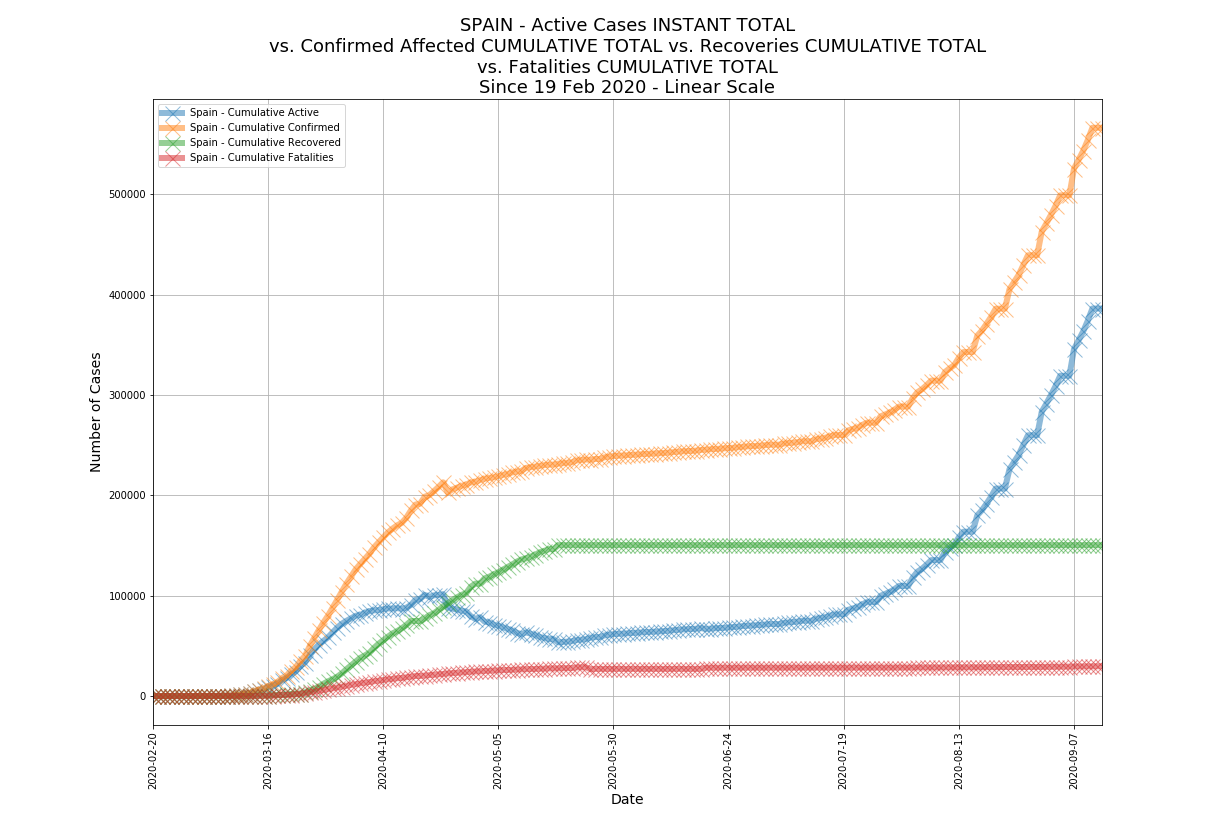 SPAIN - Active Cases INSTANT TOTAL
vs. Confirmed Affected CUMULATIVE TOTAL vs. Recoveries CUMULATIVE TOTAL
vs. Fatalities CUMULATIVE TOTAL
Since 19 Feb 2020 - Linear Scale
Spain - Cumulative Active
Spain - Cumulative Confirmed
Spain - Cumulative Recovered
Spain - Cumulative Fatalities
Number of Cases
500000
400000
300000
200000
100000
0
2020-02-20
2020-03-16
2020-04-10
2020-05-05
2020-05-30
2020-06-24
2020-07-19
2020-08-13
2020-09-07
Date